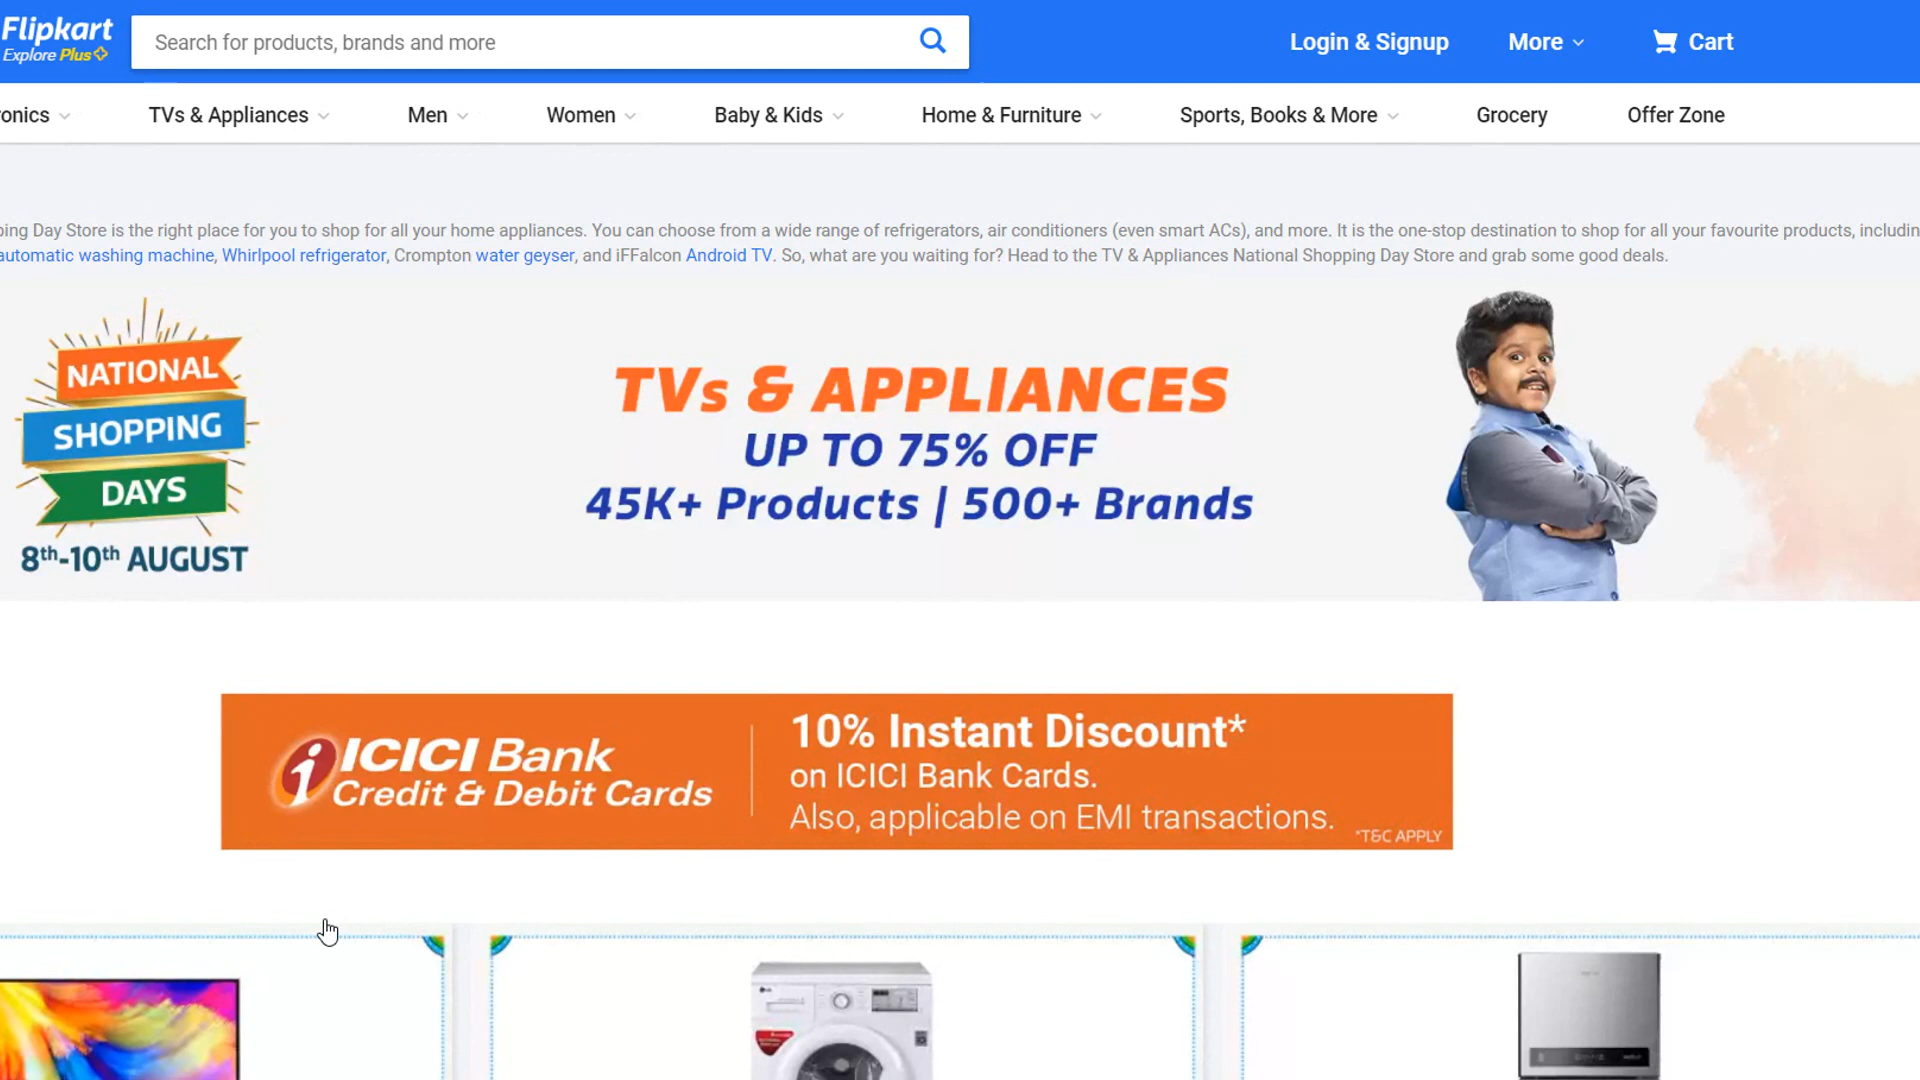 Flipkart
Explore Plus
Search for products, brands and more
Login & Signup
More
Cart
ronics
TVs & Appliances
Men
Women
Baby & Kids
Home & Furniture
Sports, Books & More
Grocery
Offer Zone
ping Day Store is the right place for you to shop for all your home appliances. You can choose from a wide range of refrigerators, air conditioners (even smart ACs), and more. It is the one-stop destination to shop for all your favourite products, includin
automatic washing machine, Whirlpool refrigerator, Crompton water geyser, and iFFalcon Android TV. So, what are you waiting for? Head to the TV & Appliances National Shopping Day Store and grab some good deals.
NATIONAL
SHOPPING
DAYS
8th-10th AUGUST
TVs & APPLIANCES
UP TO 75% OFF
45K+ Products | 500+ Brands
ICICI Bank
Credit & Debit Cards
10% Instant Discount*
on ICICI Bank Cards.
Also, applicable on EMI transactions.
*T&C APPLY